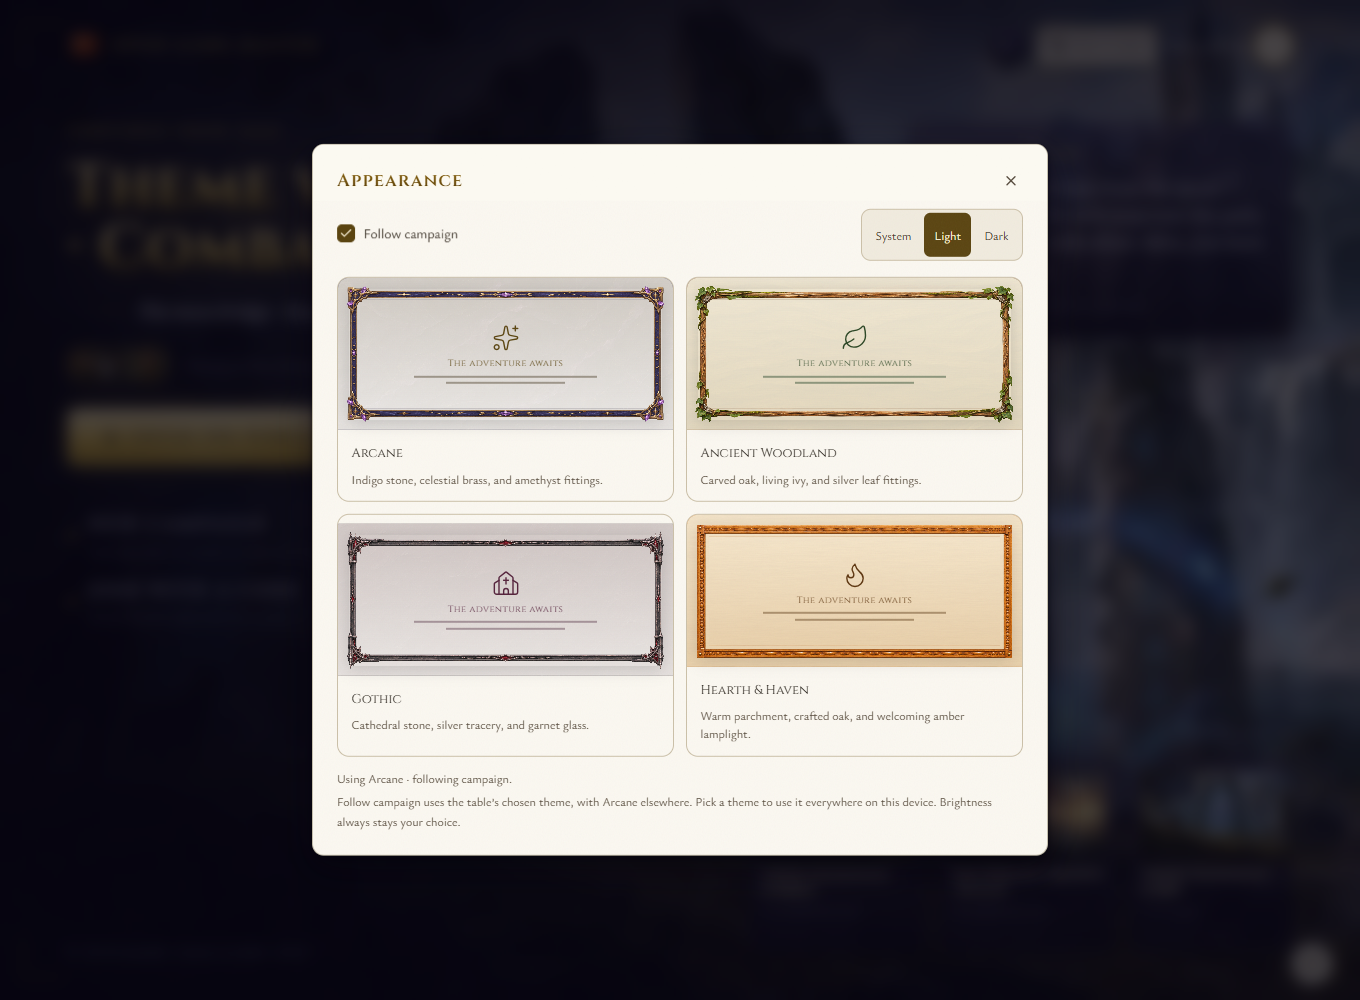 Appearance
Follow campaign
System
Light
Dark
The adventure awaits
Arcane
Indigo stone, celestial brass, and amethyst fittings.
The adventure awaits
Ancient Woodland
Carved oak, living ivy, and silver leaf fittings.
The adventure awaits
Gothic
Cathedral stone, silver tracery, and garnet glass.
The adventure awaits
Hearth & Haven
Warm parchment, crafted oak, and welcoming amber
lamplight.
Using Arcane · following campaign.
Follow campaign uses the table's chosen theme, with Arcane elsewhere. Pick a theme to use it everywhere on this device. Brightness
always stays your choice.